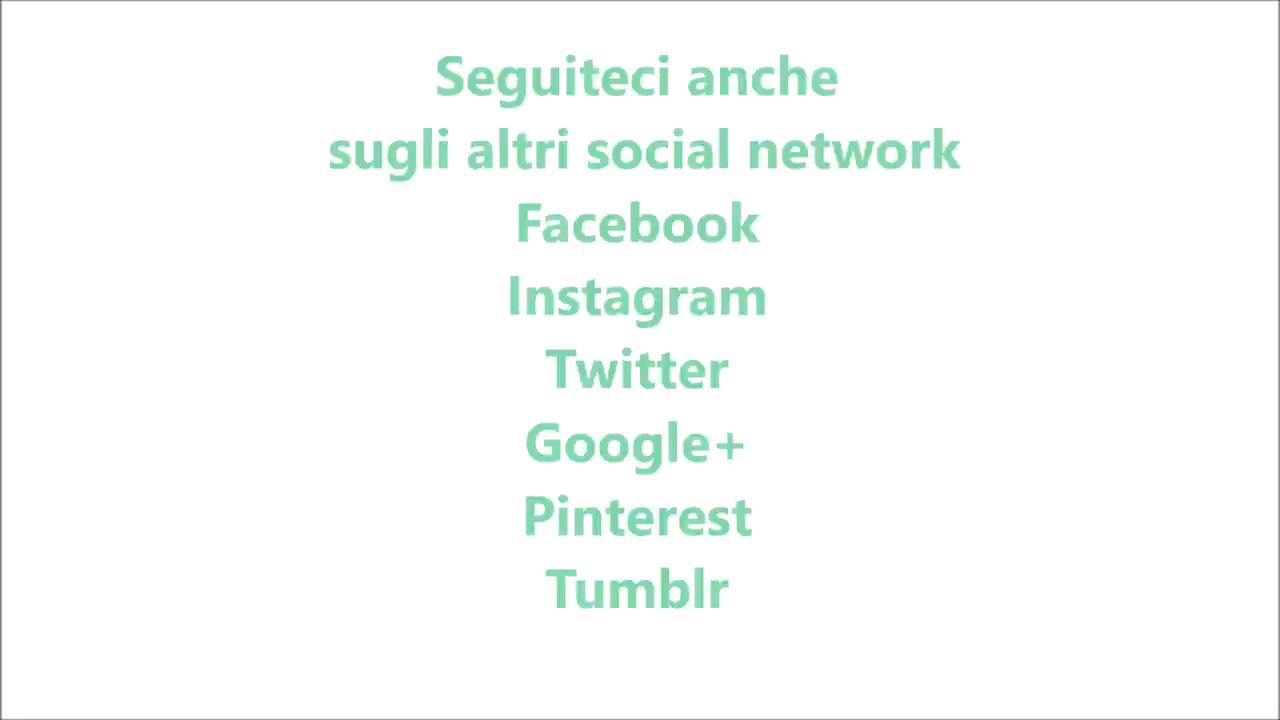 Seguiteci anche
sugli altri social network
Facebook
Instagram
Twitter
Google+
Pinterest
Tumblr